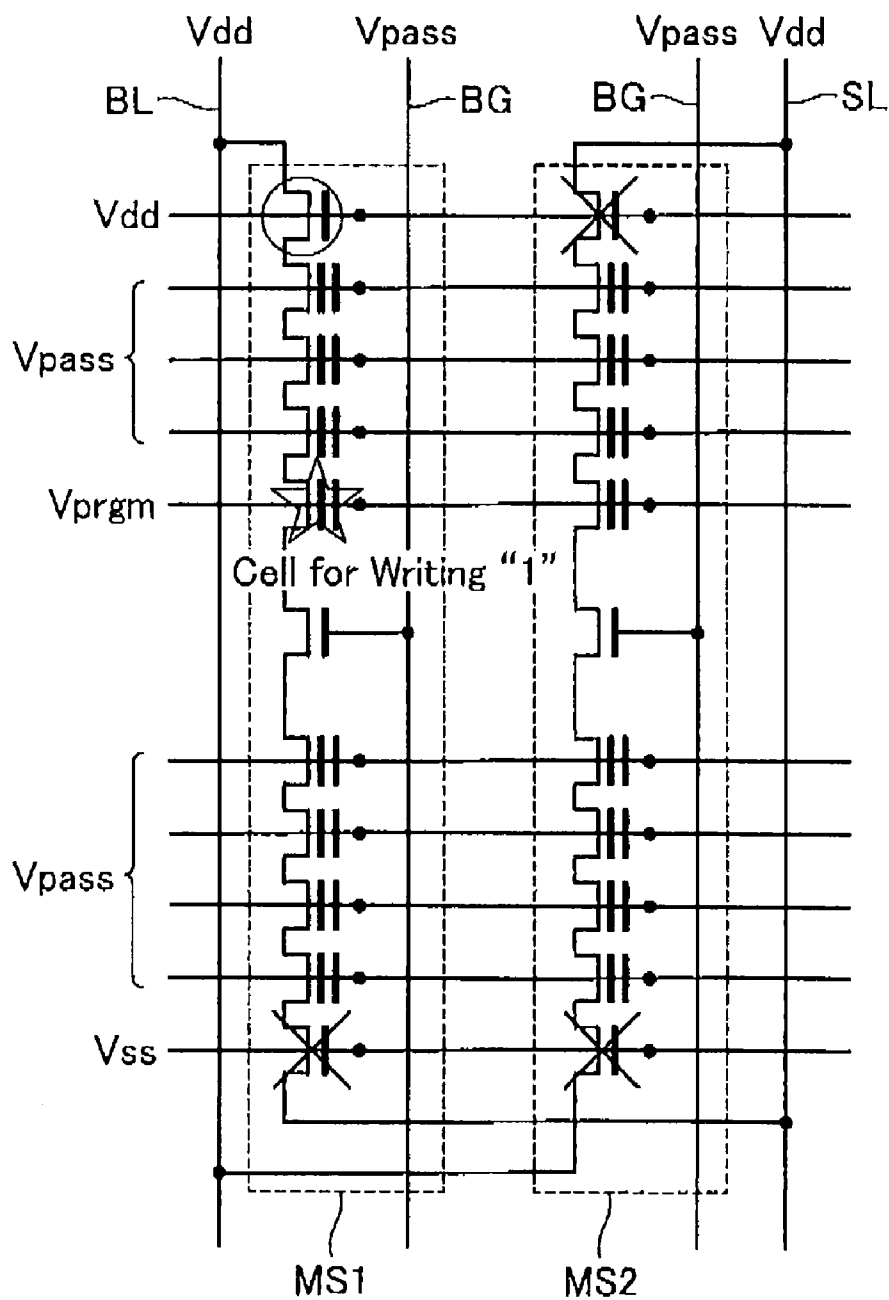 Vdd Vpass Vpass Vdd
BL BG BG SL
Vdd
Vpass
Vprgm
Cell for Writing “1”
Vpass
Vss
MS1 MS2